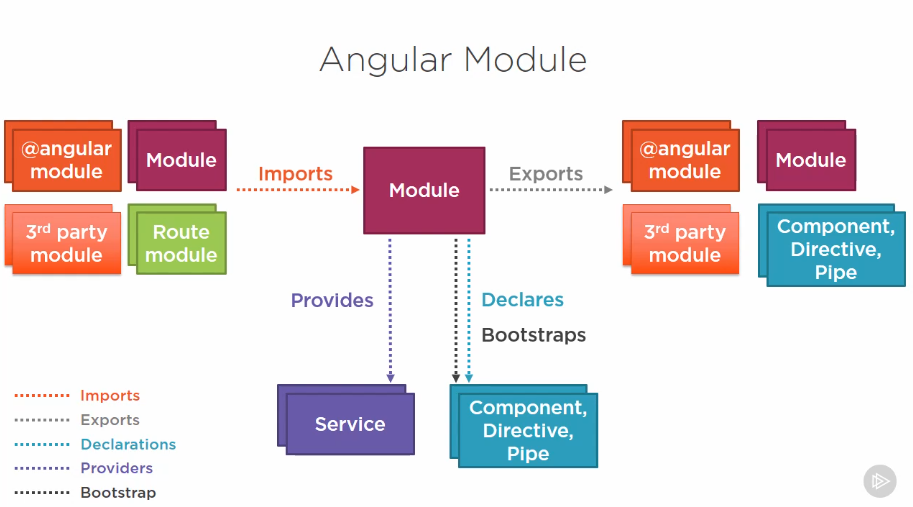 Angular Module
@angular
module
Module
3rd party
module
Route
module
Imports
Module
Exports
@angular
module
Module
3rd party
module
Component,
Directive,
Pipe
Provides
Declares
Bootstraps
Service
Component,
Directive,
Pipe
Imports
Exports
Declarations
Providers
Bootstrap